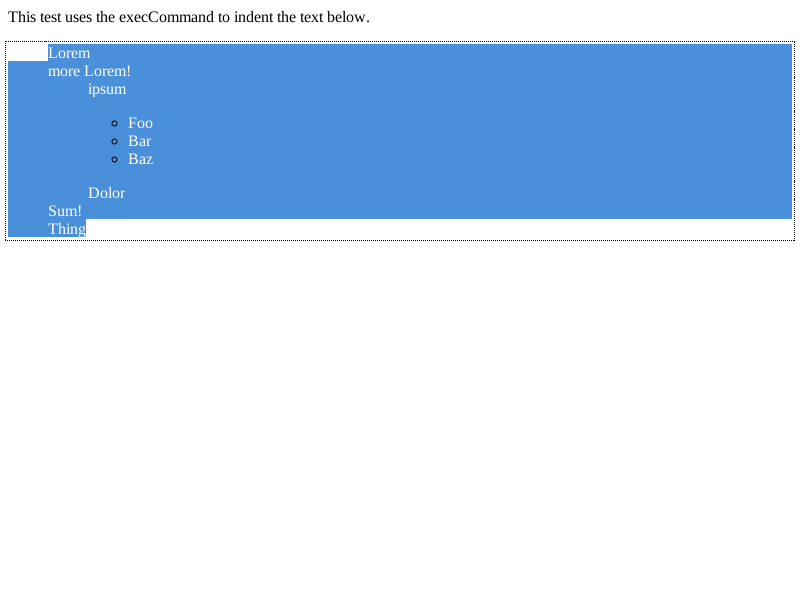 This test uses the execCommand to indent the text below.
Lorem
more Lorem!
ipsum
Foo
Bar
Baz
Dolor
Sum!
Thing